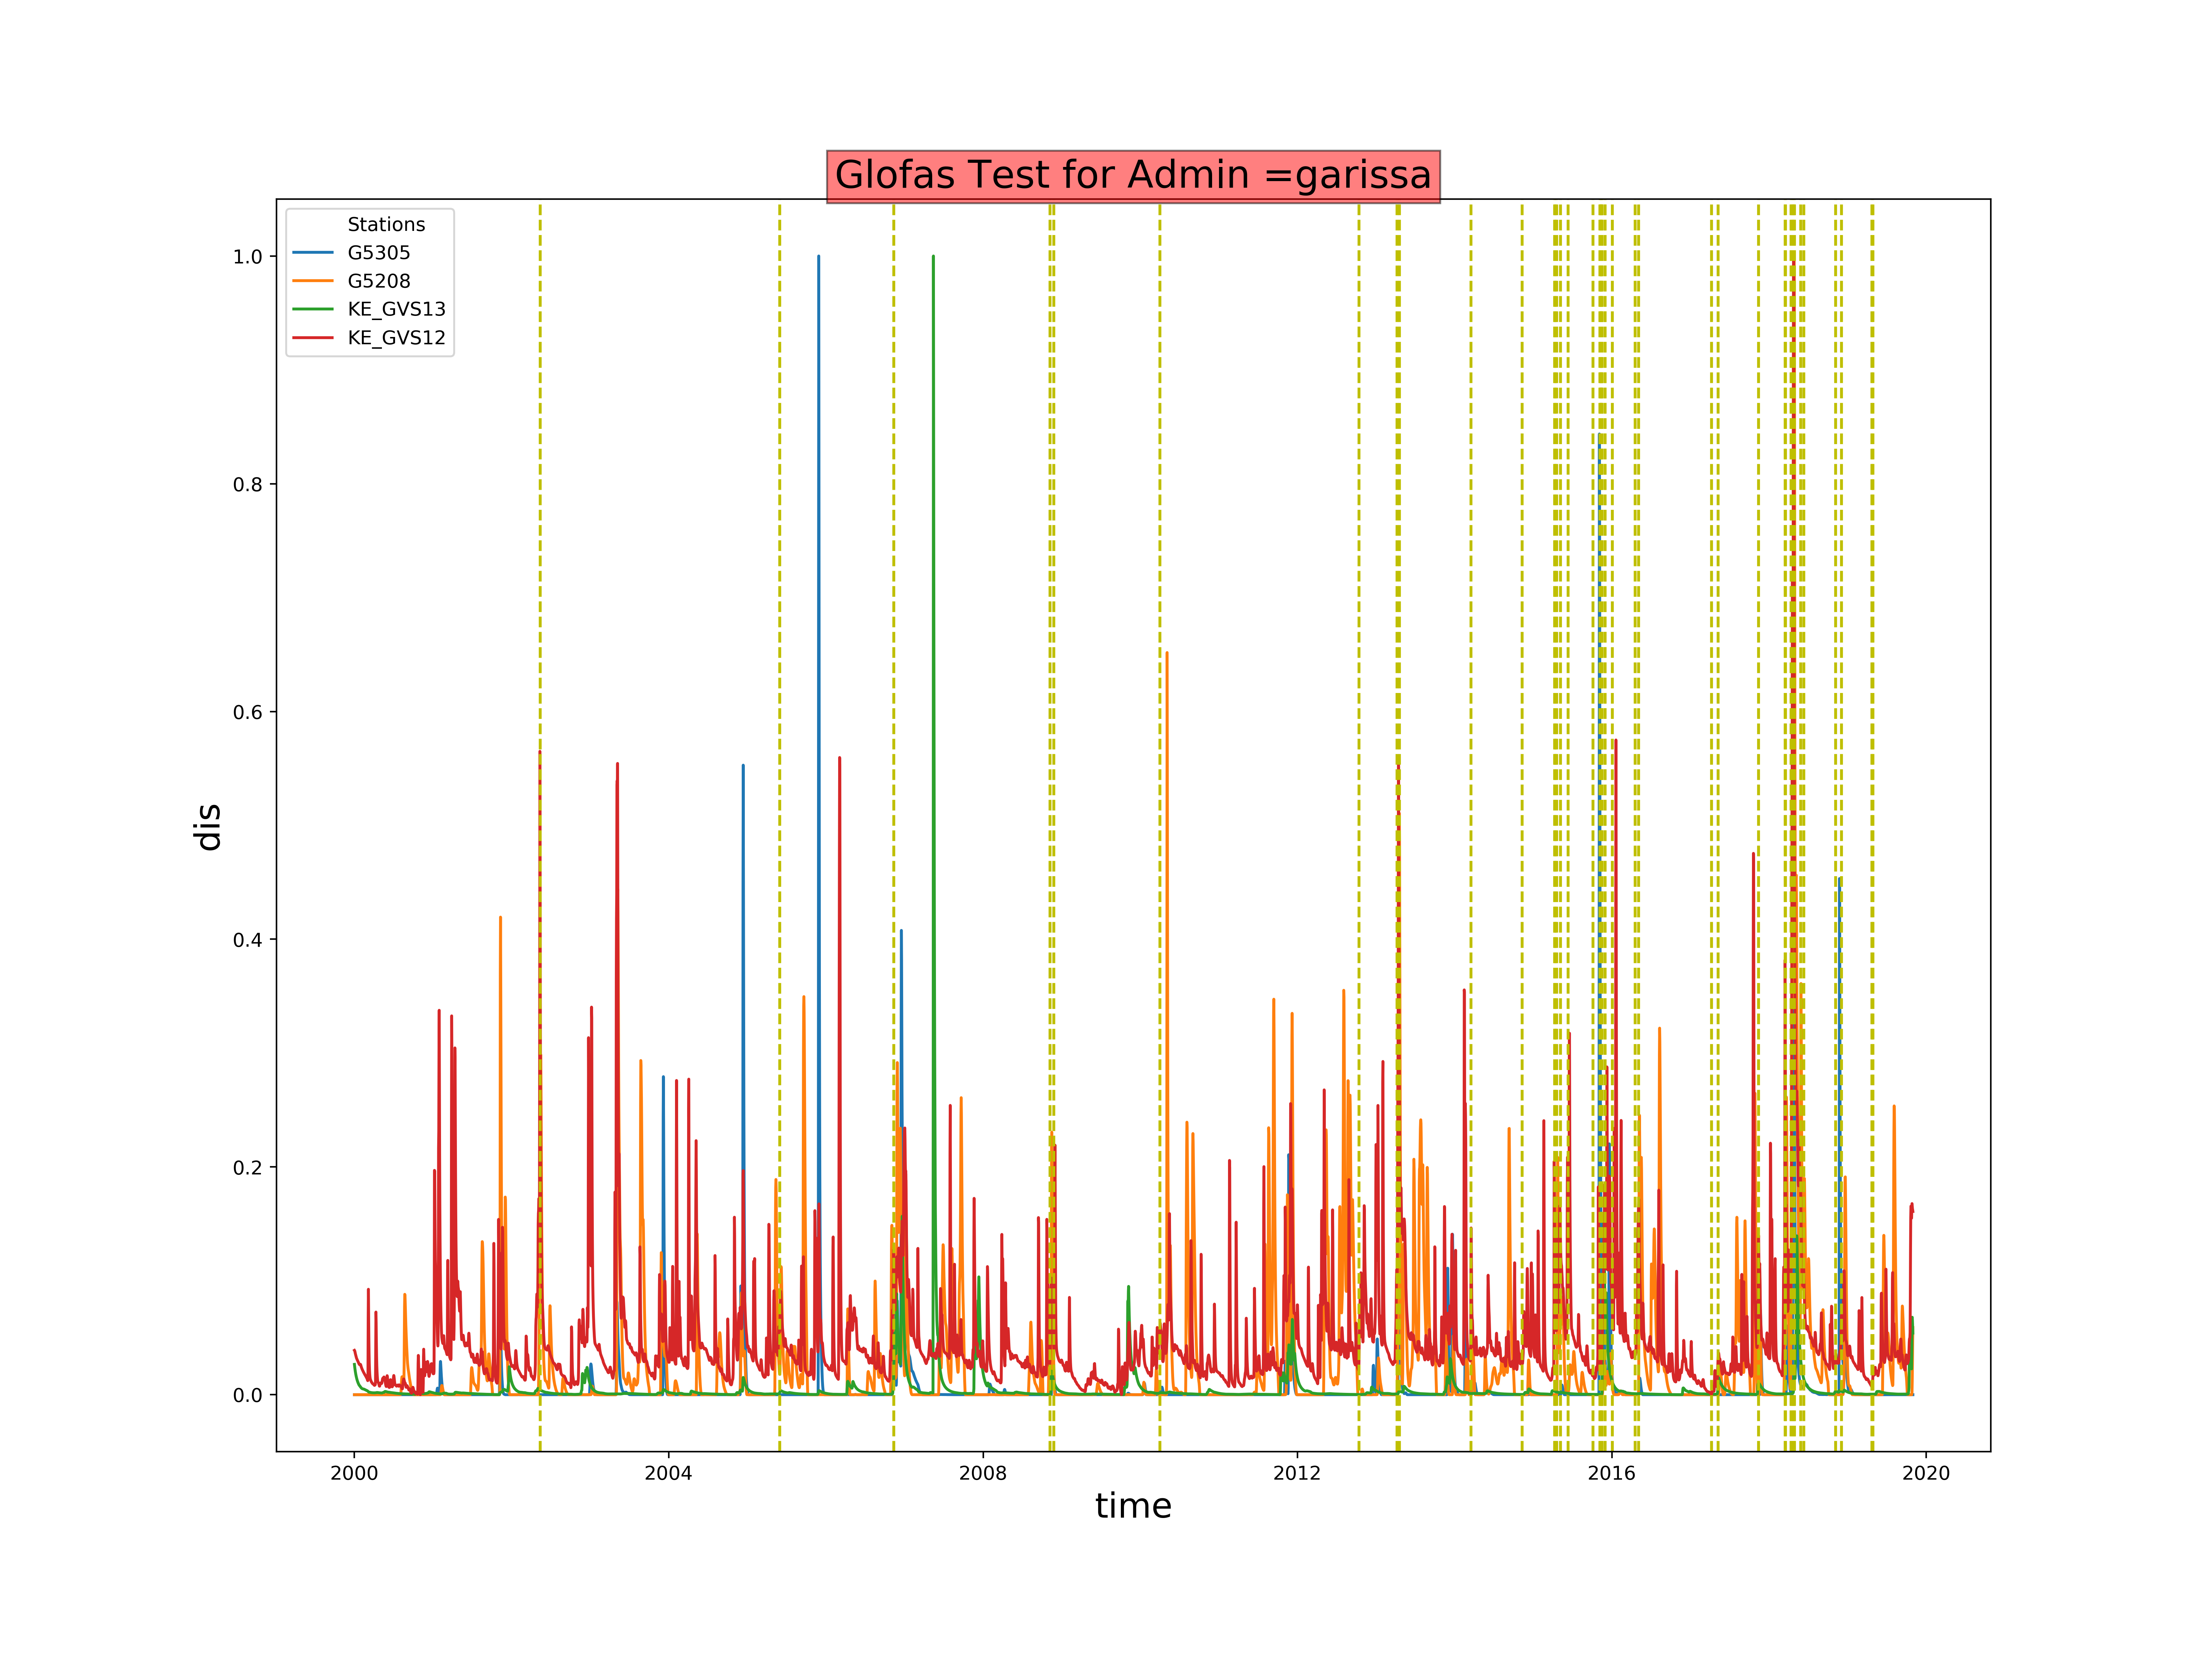 Glofas Test for Admin =garissa
Stations
G5305
G5208
KE_GVS13
KE_GVS12
1.0
0.8
0.6
0.4
0.2
0.0
dis
2000 2004 2008 2012 2016 2020
time